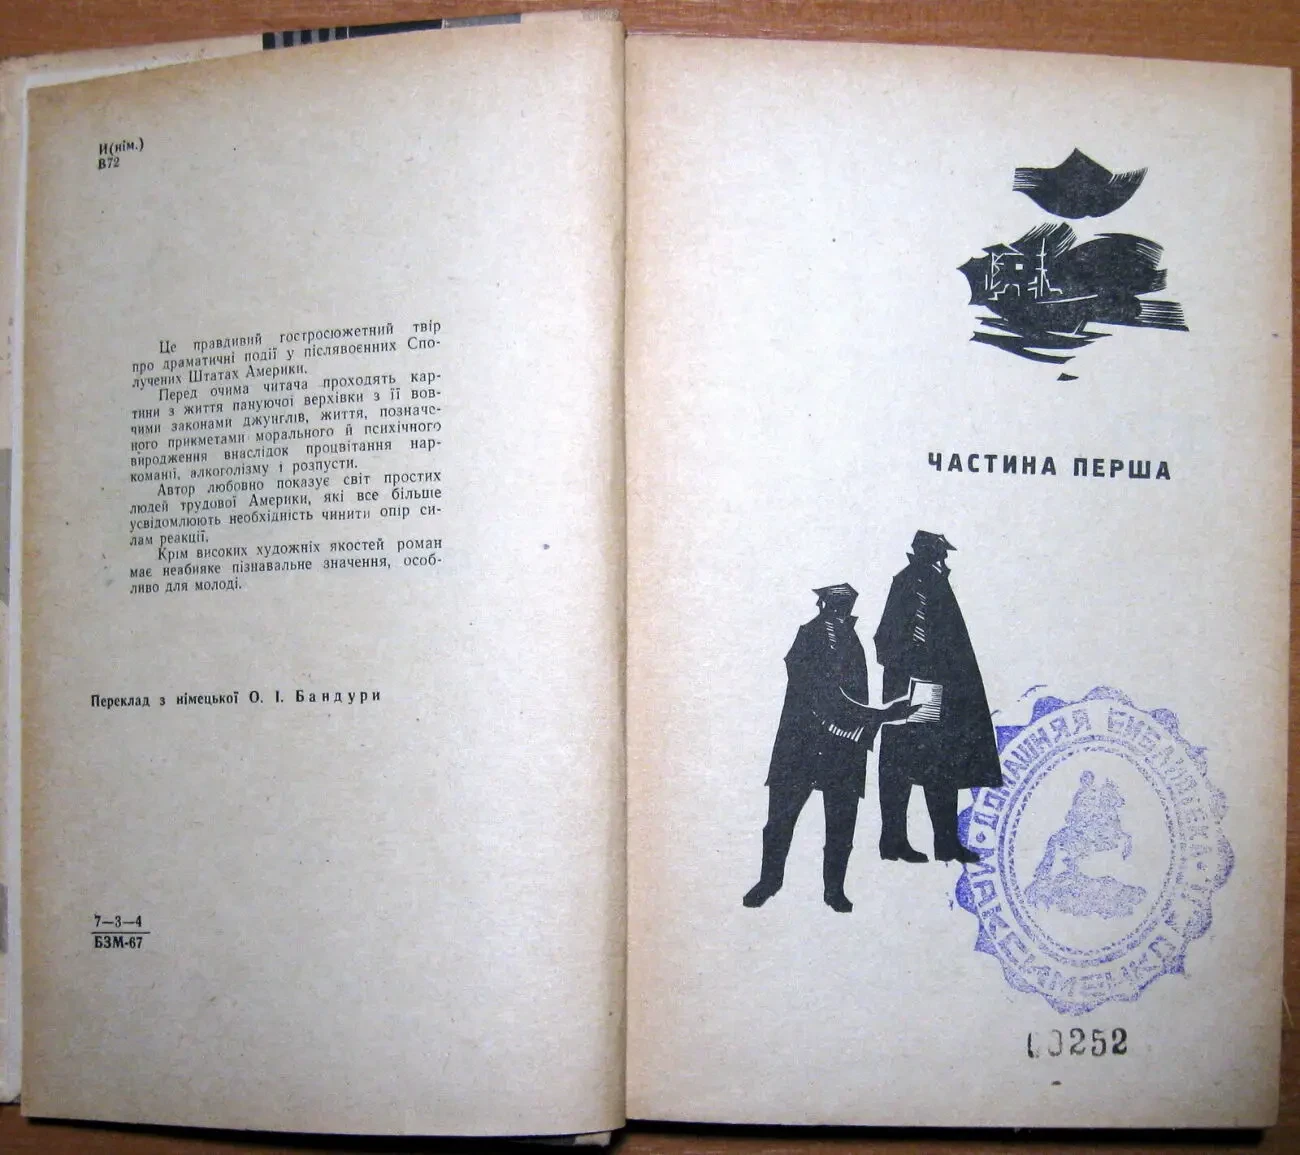 И(нім.)
В72
Це правдивий гостросюжетний твір
про драматичні події у післявоєнних Спо-
лучених Штатах Америки.
Перед очима читача проходять кар-
тини з життя пануючої верхівки з її вов-
чими законами джунглів, життя, позначе-
ного прикметами морального й психічного
виродження внаслідок процвітання нар-
команії, алкоголізму і розпусти.
Автор любовно показує світ простих
людей трудової Америки, які все більше
усвідомлюють необхідність чинити опір си-
лам реакції.
Крім високих художніх якостей роман
має неабияке пізнавальне значення, особ-
ливо для молоді.
Переклад з німецької О. І. Бандури
7—3—4
БЗМ-67
ЧАСТИНА ПЕРША
ДОМАШНЯЯ БИБЛИОТЕКА
00252